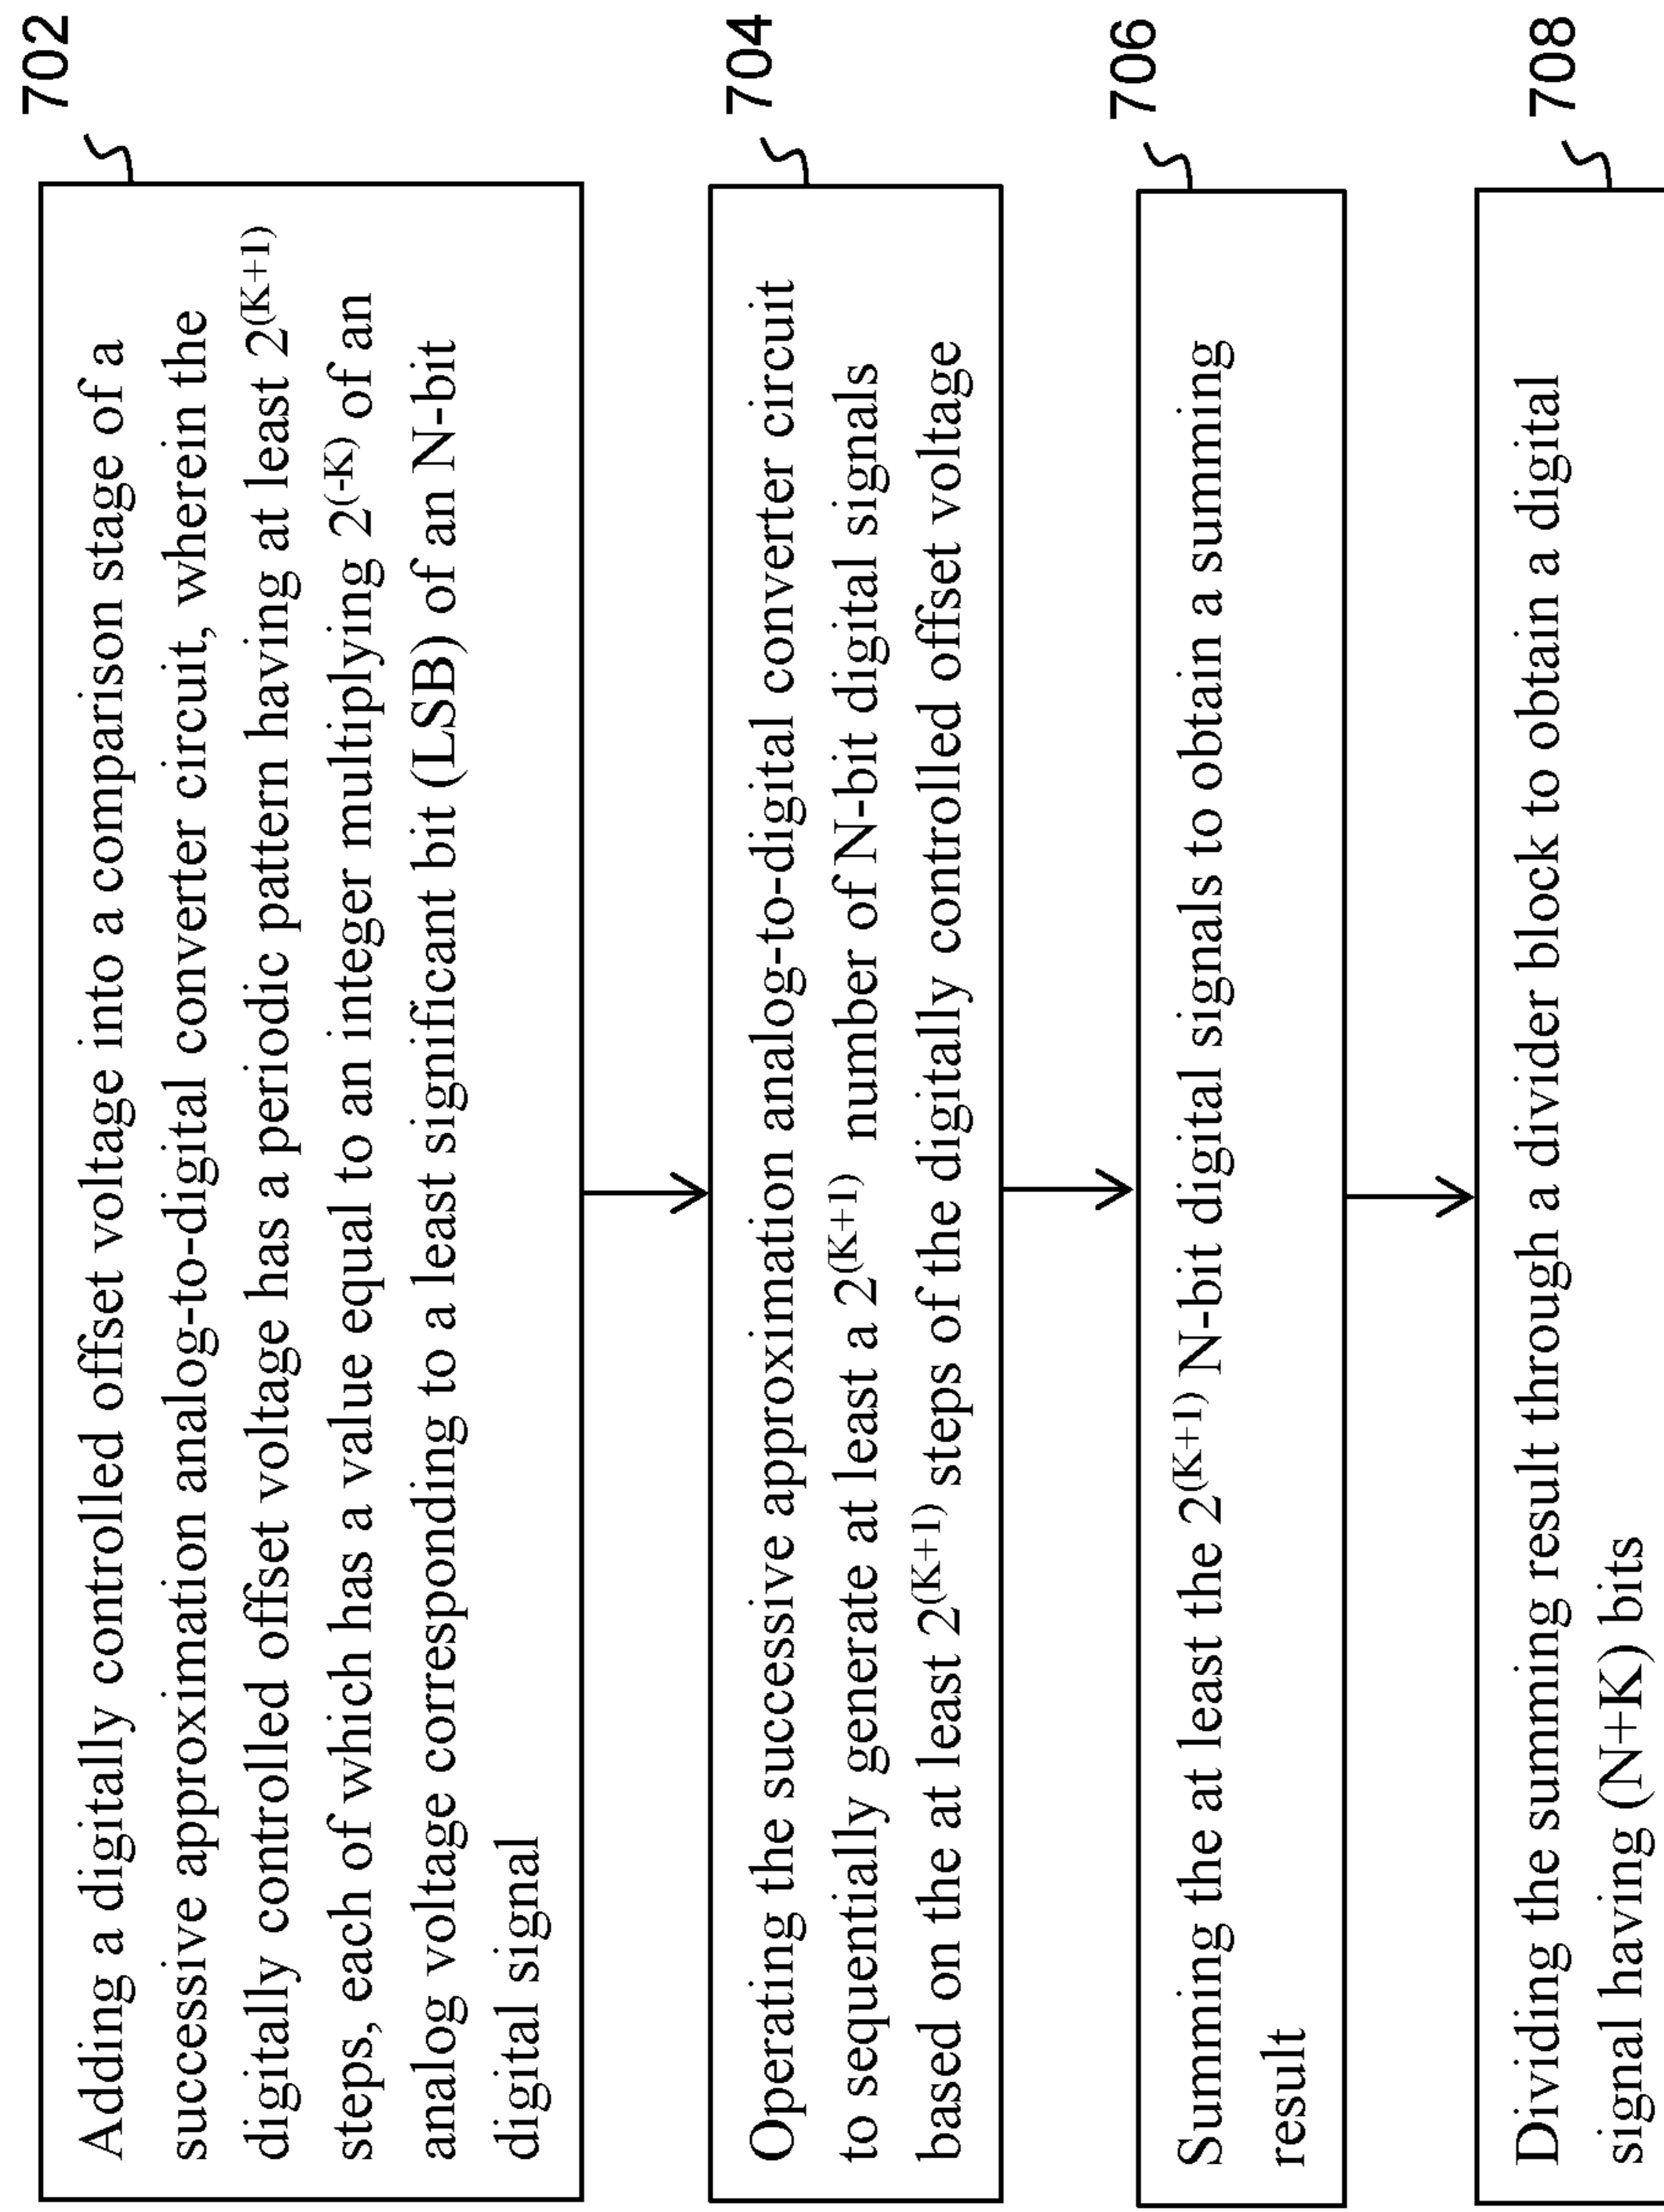 702
Adding a digitally controlled offset voltage into a comparison stage of a
successive approximation analog-to-digital converter circuit, wherein the
digitally controlled offset voltage has a periodic pattern having at least 2^(K+1)
steps, each of which has a value equal to an integer multiplying 2^(-K) of an
analog voltage corresponding to a least significant bit (LSB) of an N-bit
digital signal
704
Operating the successive approximation analog-to-digital converter circuit
to sequentially generate at least a 2^(K+1) number of N-bit digital signals
based on the at least 2^(K+1) steps of the digitally controlled offset voltage
706
Summing the at least the 2^(K+1) N-bit digital signals to obtain a summing
result
708
Dividing the summing result through a divider block to obtain a digital
signal having (N+K) bits